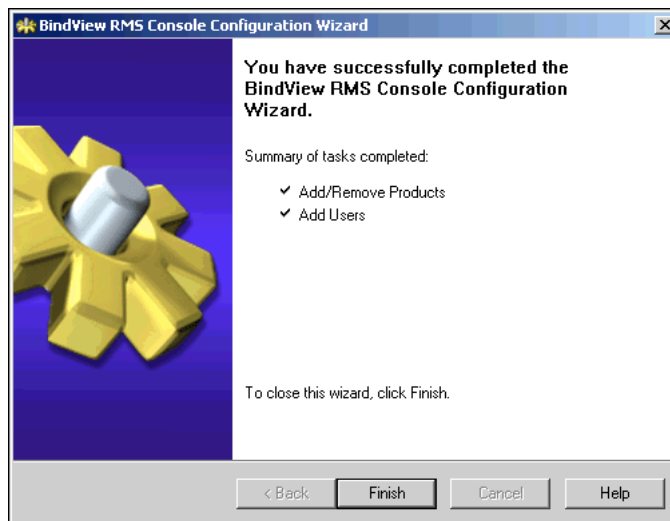 BindView RMS Console Configuration Wizard
You have successfully completed the
BindView RMS Console Configuration
Wizard.
Summary of tasks completed:
✓ Add/Remove Products
✓ Add Users
To close this wizard, click Finish.
< Back Finish Cancel Help